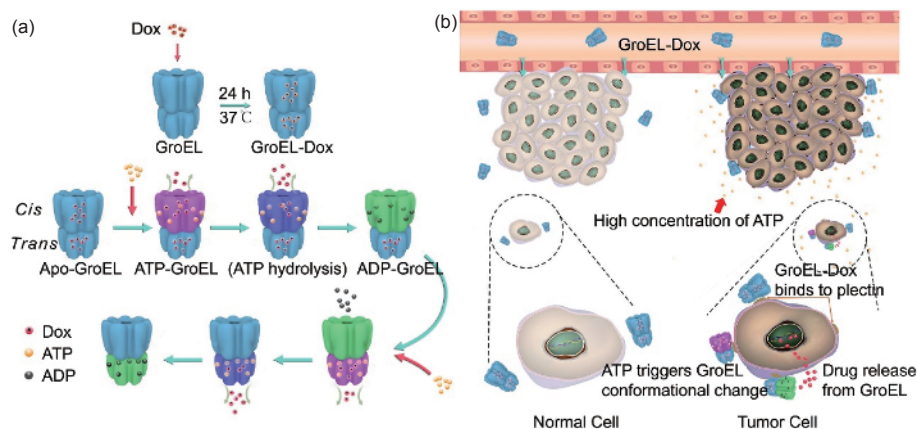 (a)
Dox
24 h
37℃
GroEL
GroEL-Dox
Cis
Trans
Apo-GroEL
ATP-GroEL
(ATP hydrolysis)
ADP-GroEL
Dox
ATP
ADP
(b)
GroEL-Dox
High concentration of ATP
GroEL-Dox
binds to plectin
ATP triggers GroEL
conformational change
Drug release
from GroEL
Normal Cell
Tumor Cell